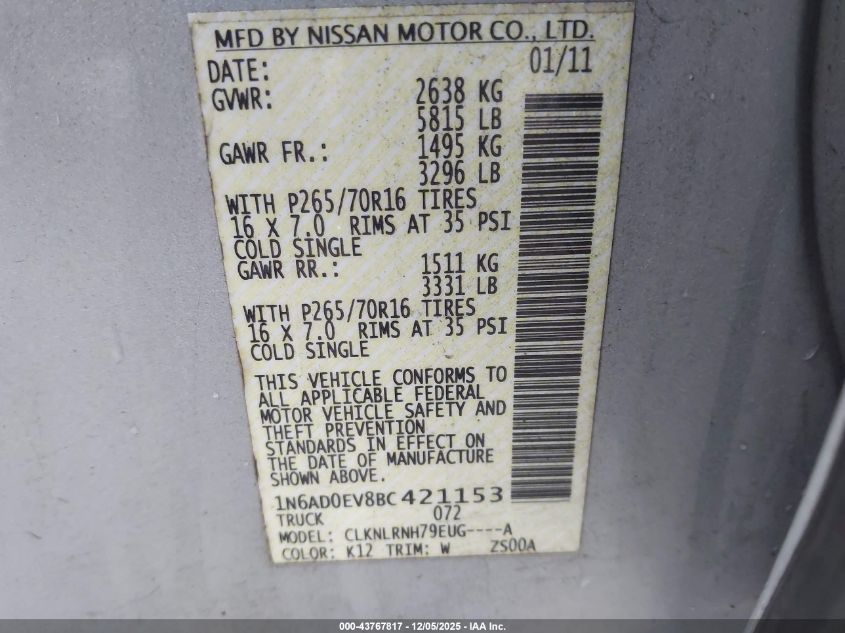 MFD BY NISSAN MOTOR CO., LTD.
DATE: 01/11
GVWR: 2638 KG
5815 LB
GAWR FR.: 1495 KG
3296 LB
WITH P265/70R16 TIRES
16 X 7.0 RIMS AT 35 PSI
COLD SINGLE
GAWR RR.: 1511 KG
3331 LB
WITH P265/70R16 TIRES
16 X 7.0 RIMS AT 35 PSI
COLD SINGLE
THIS VEHICLE CONFORMS TO
ALL APPLICABLE FEDERAL
MOTOR VEHICLE SAFETY AND
THEFT PREVENTION
STANDARDS IN EFFECT ON
THE DATE OF MANUFACTURE
SHOWN ABOVE.
1N6AD0EV8BC421153
TRUCK 072
MODEL: CLKNLRNH79EUG----A
COLOR: K12 TRIM: W ZS00A
000-43767817 - 12/05/2025 - IAA Inc.